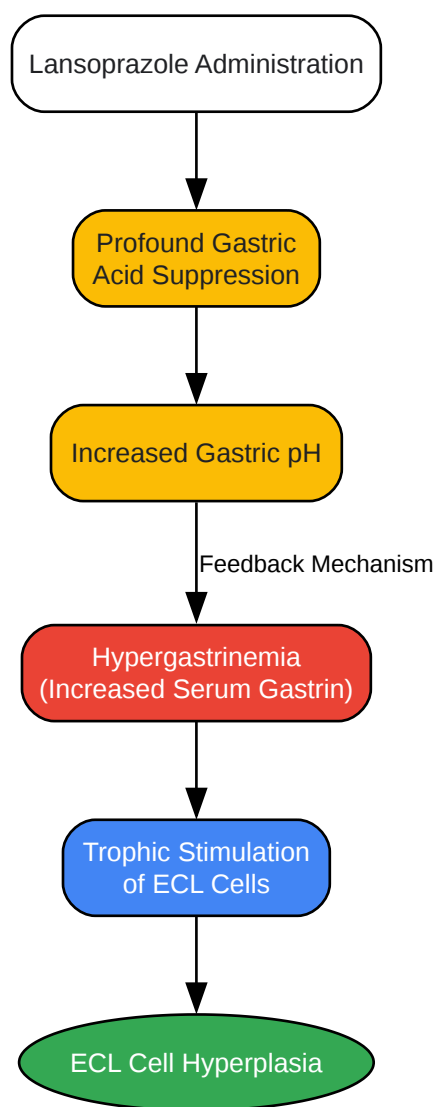 Lansoprazole Administration
Profound Gastric
Acid Suppression
Increased Gastric pH
Feedback Mechanism
Hypergastrinemia
(Increased Serum Gastrin)
Trophic Stimulation
of ECL Cells
ECL Cell Hyperplasia